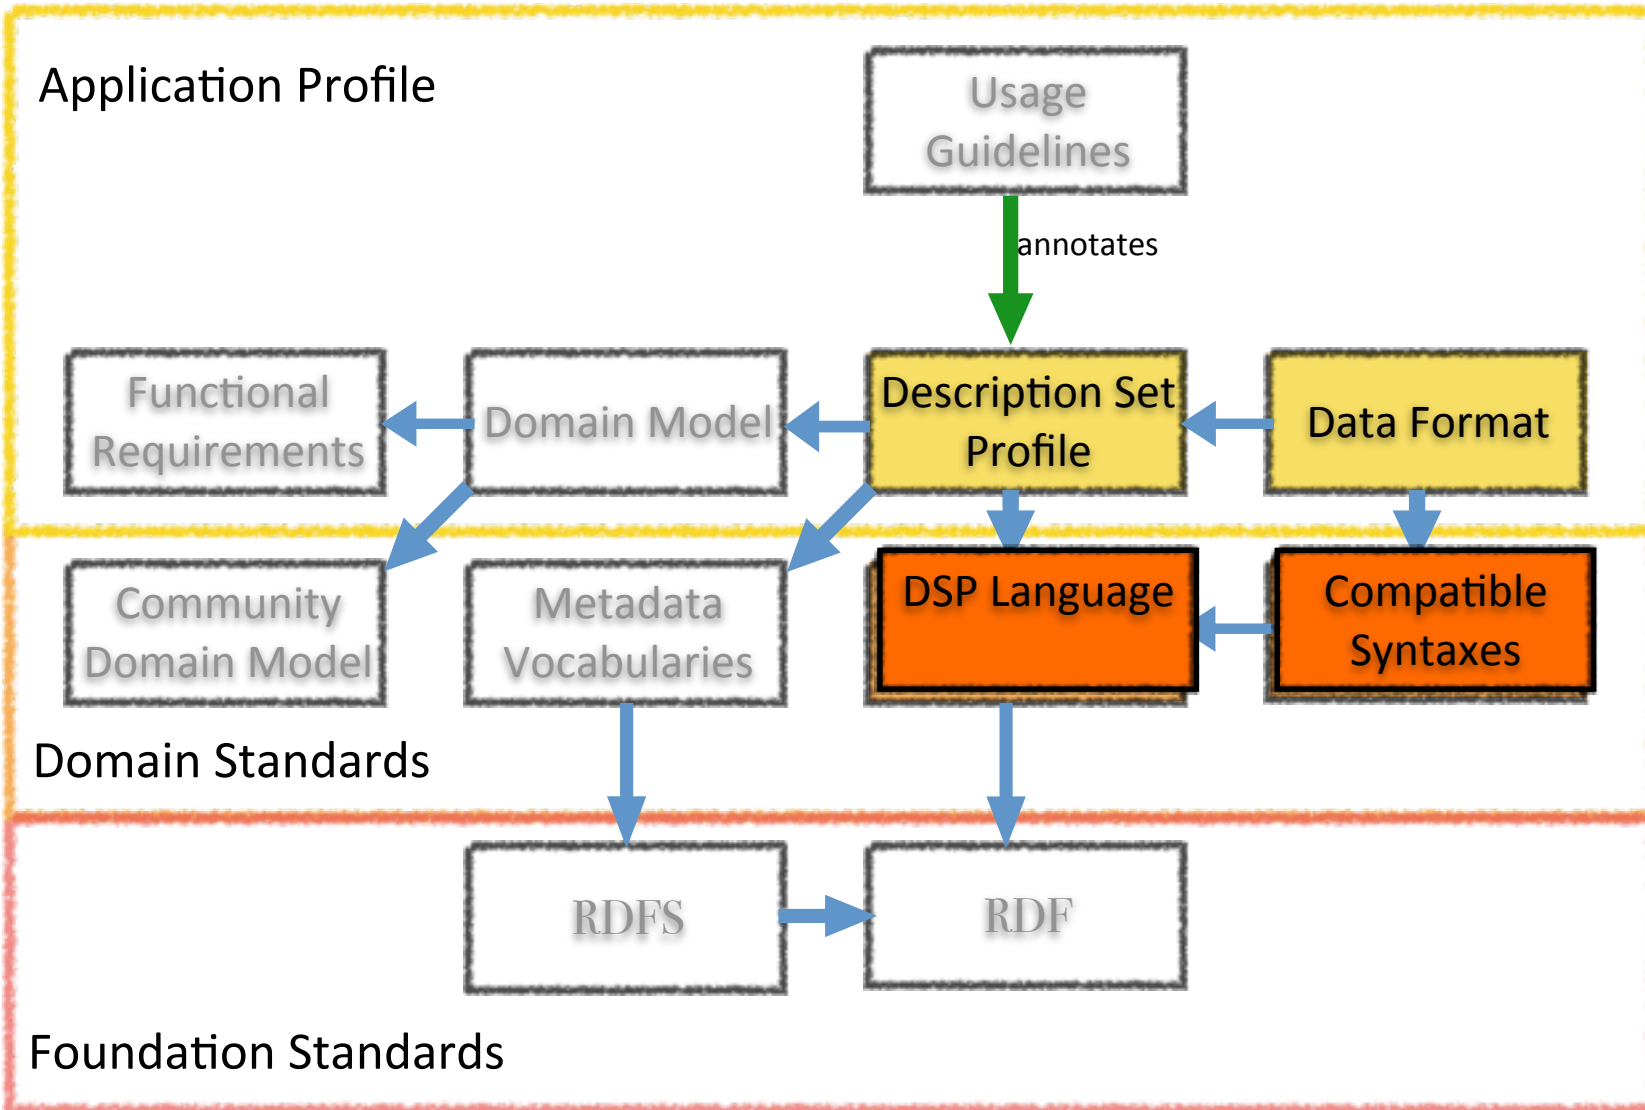 Application Profile
Usage
Guidelines
annotates
Functional
Requirements
Domain Model
Description Set
Profile
Data Format
Community
Domain Model
Metadata
Vocabularies
DSP Language
Compatible
Syntaxes
Domain Standards
RDFS
RDF
Foundation Standards